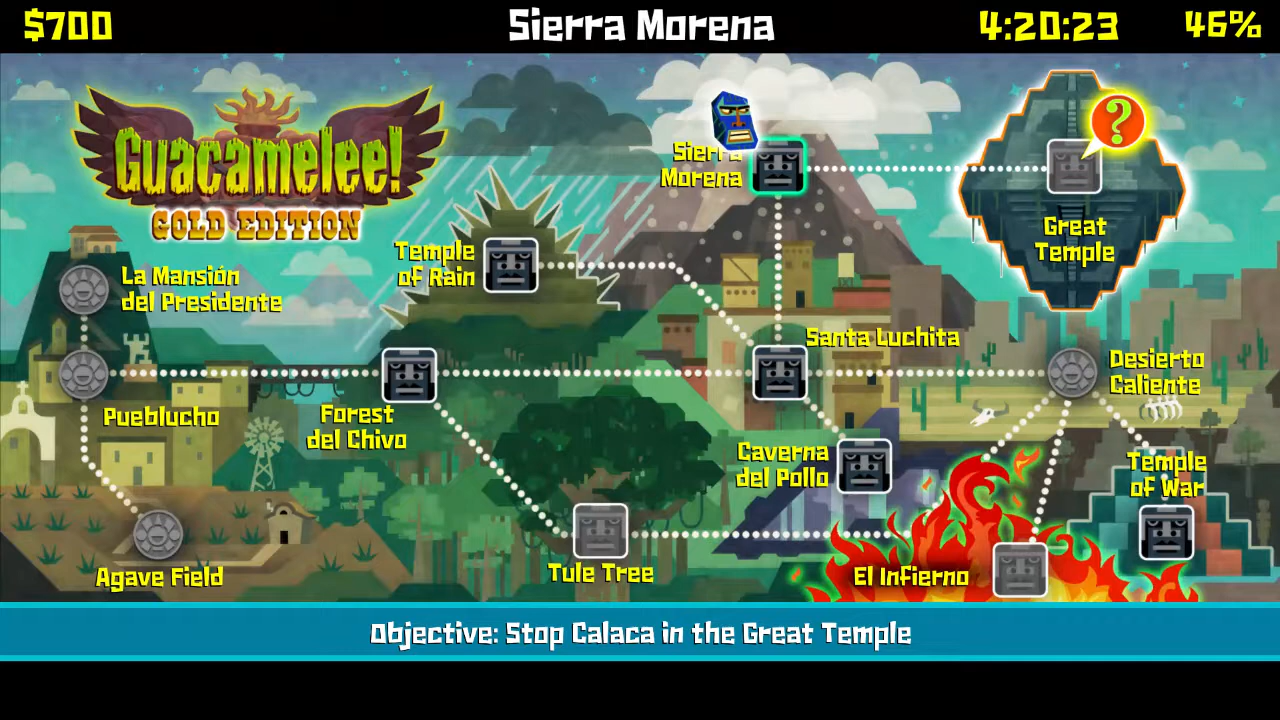 $700
Sierra Morena
4:20:23
46%
Guacamelee!
GOLD EDITION
?
Sierra
Morena
Great
Temple
Temple
of Rain
La Mansión
del Presidente
Santa Luchita
Desierto
Caliente
Pueblucho
Forest
del Chivo
Caverna
del Pollo
Temple
of War
Agave Field
Tule Tree
El Infierno
Objective: Stop Calaca in the Great Temple